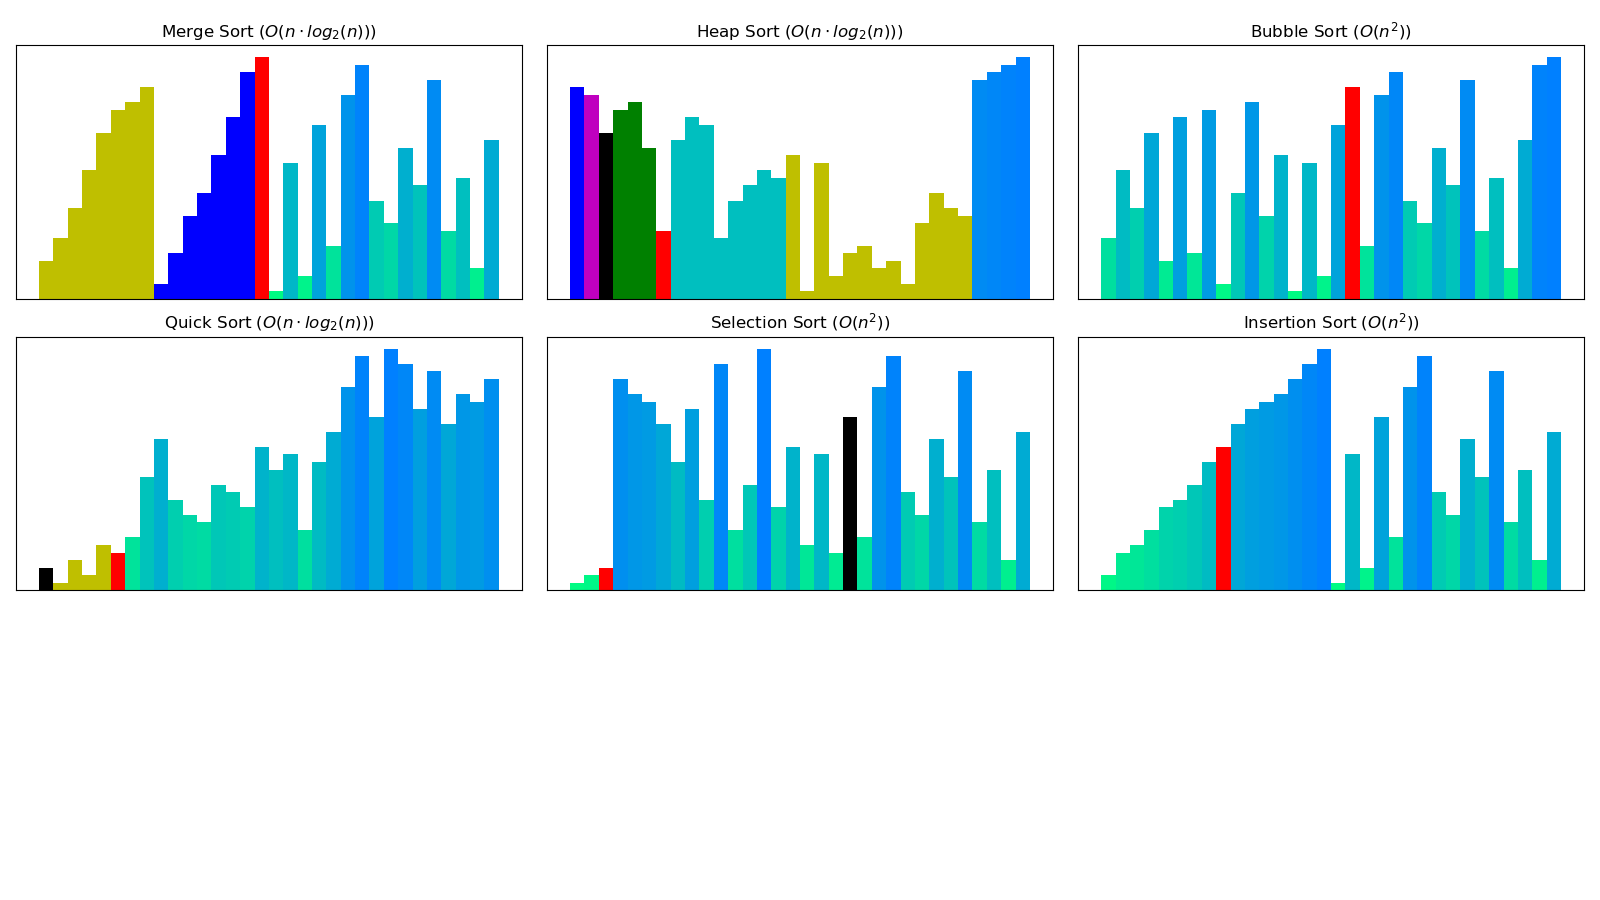 Merge Sort (O(n · log₂(n)))
Heap Sort (O(n · log₂(n)))
Bubble Sort (O(n²))
Quick Sort (O(n · log₂(n)))
Selection Sort (O(n²))
Insertion Sort (O(n²))